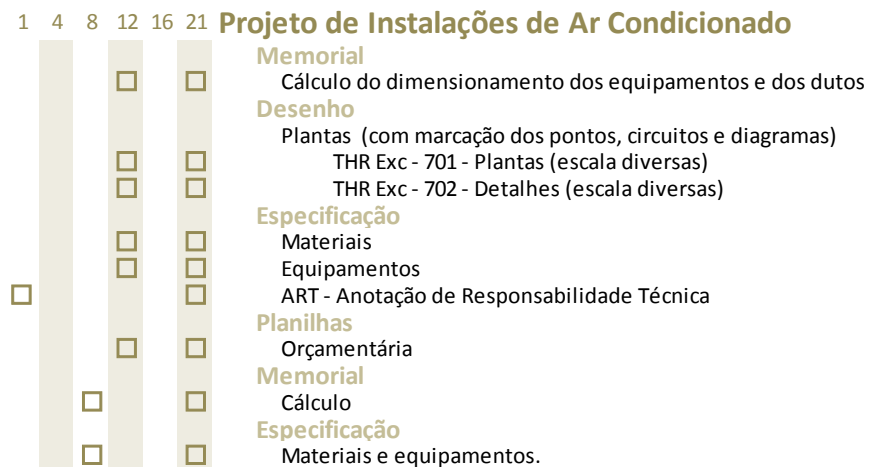 1 4 8 12 16 21 Projeto de Instalações de Ar Condicionado
Memorial
Cálculo do dimensionamento dos equipamentos e dos dutos
Desenho
Plantas (com marcação dos pontos, circuitos e diagramas)
THR Exc - 701 - Plantas (escala diversas)
THR Exc - 702 - Detalhes (escala diversas)
Especificação
Materiais
Equipamentos
ART - Anotação de Responsabilidade Técnica
Planilhas
Orçamentária
Memorial
Cálculo
Especificação
Materiais e equipamentos.